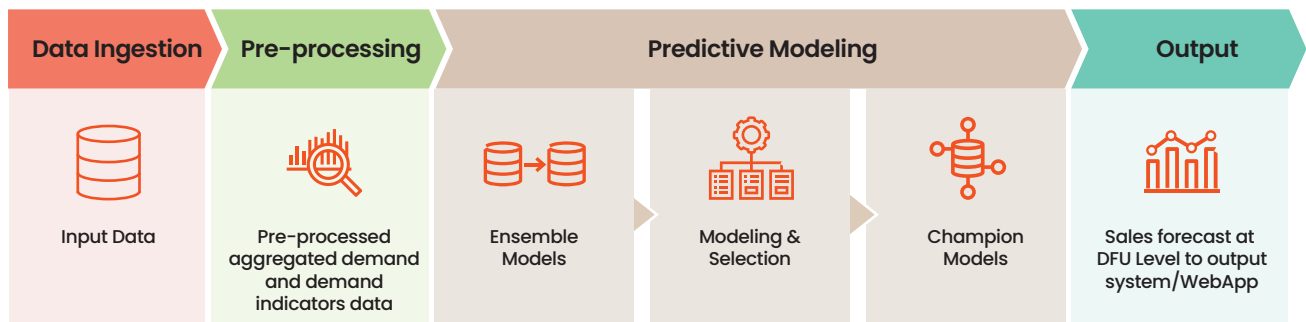 Data Ingestion
Pre-processing
Predictive Modeling
Output
Input Data
Pre-processed
aggregated demand
and demand
indicators data
Ensemble
Models
Modeling &
Selection
Champion
Models
Sales forecast at
DFU Level to output
system/WebApp